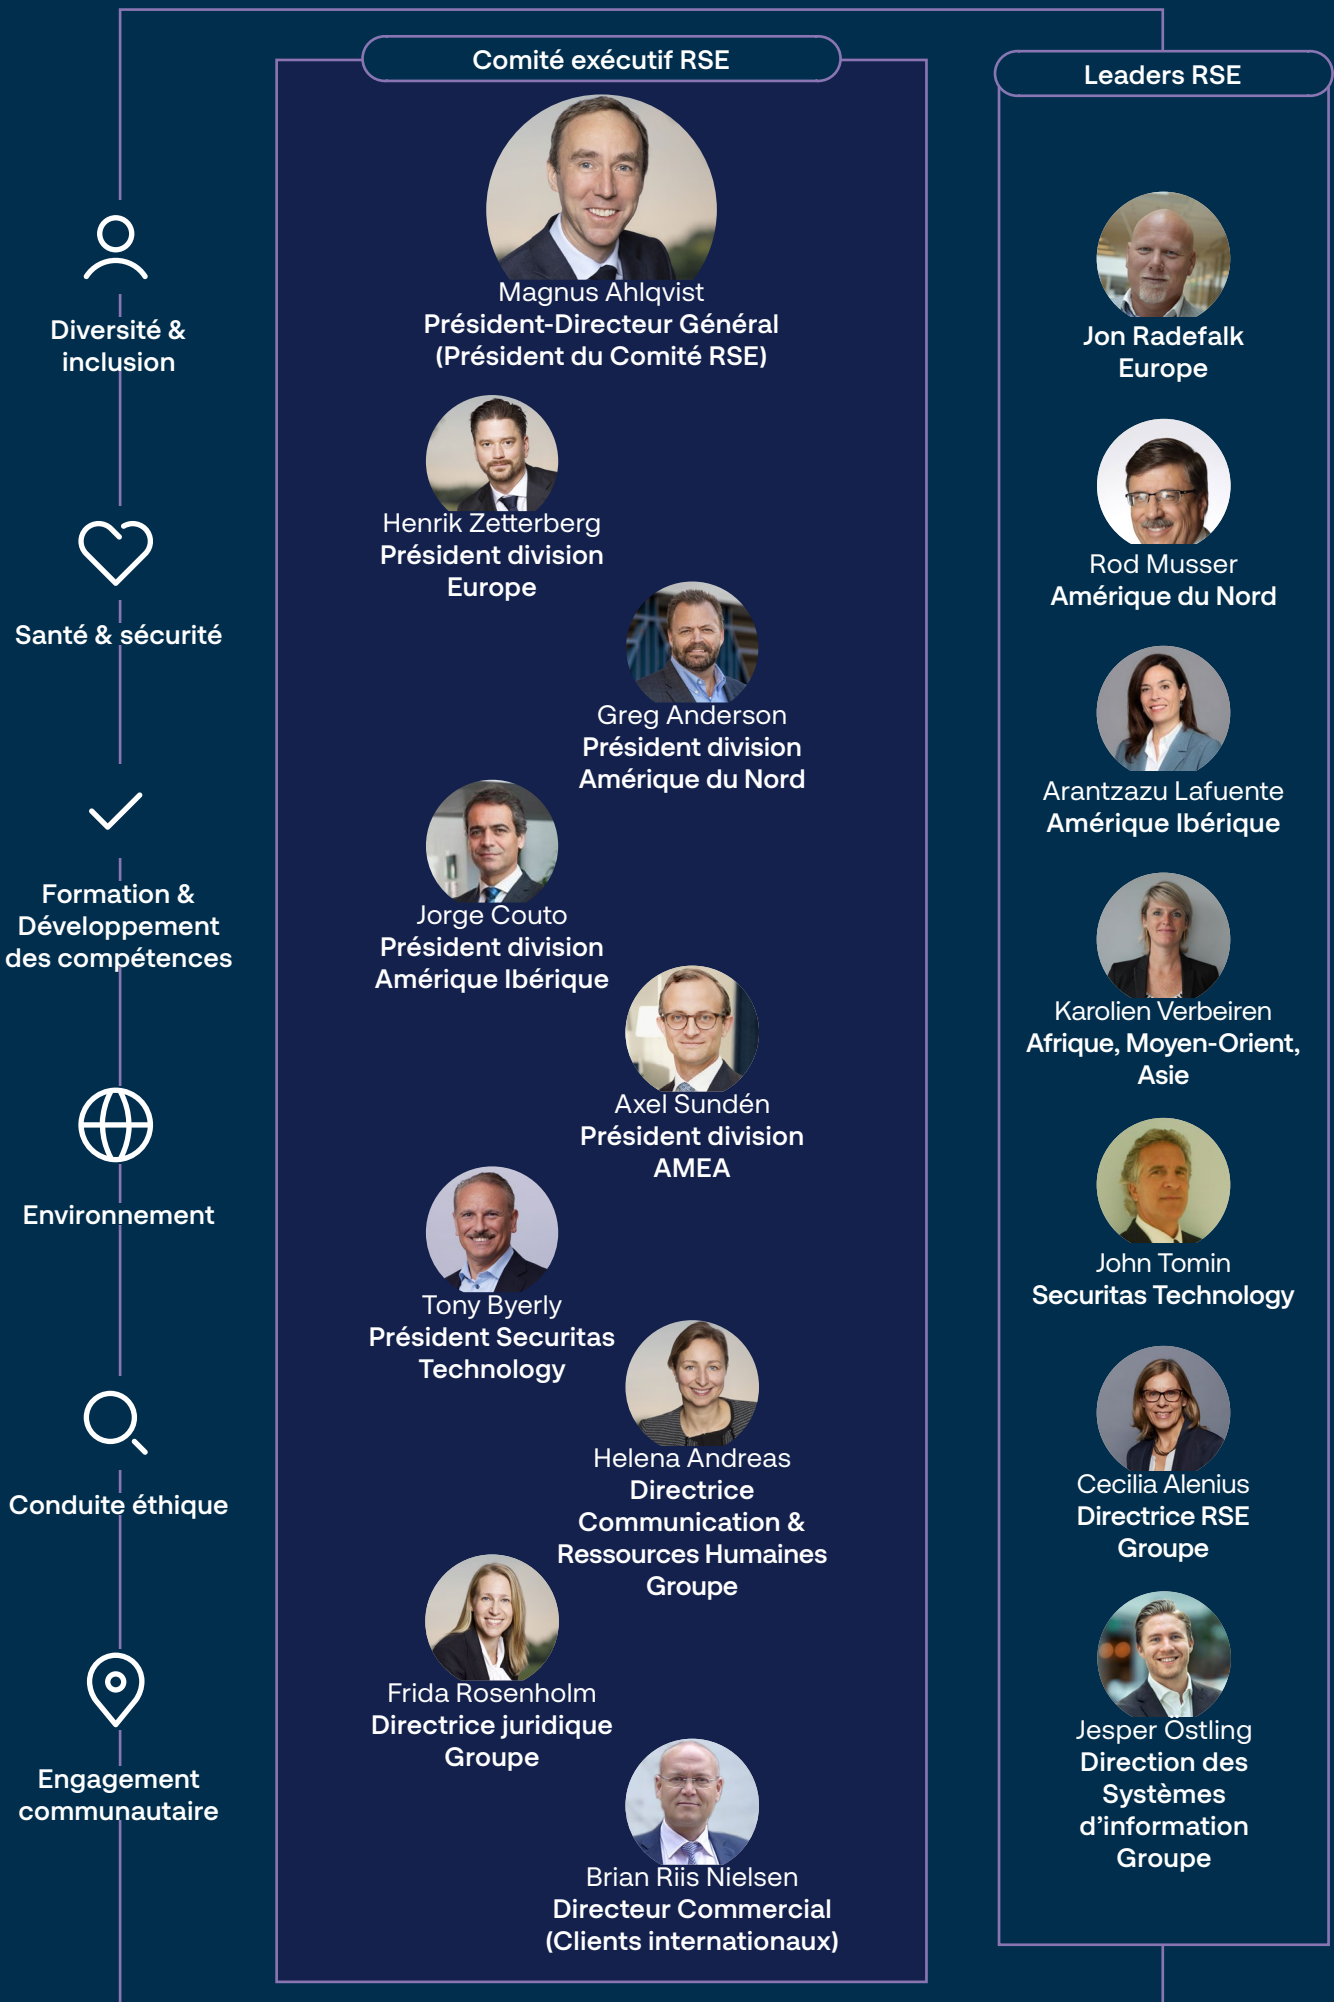 Comité exécutif RSE
Magnus Ahlqvist
Président-Directeur Général
(Président du Comité RSE)
Henrik Zetterberg
Président division
Europe
Greg Anderson
Président division
Amérique du Nord
Jorge Couto
Président division
Amérique Ibérique
Axel Sundén
Président division
AMEA
Tony Byerly
Président Securitas
Technology
Helena Andreas
Directrice
Communication &
Ressources Humaines
Groupe
Frida Rosenholm
Directrice juridique
Groupe
Brian Riis Nielsen
Directeur Commercial
(Clients internationaux)
Leaders RSE
Jon Radefalk
Europe
Rod Musser
Amérique du Nord
Arantzazu Lafuente
Amérique Ibérique
Karolien Verbeiren
Afrique, Moyen-Orient,
Asie
John Tomin
Securitas Technology
Cecilia Alenius
Directrice RSE
Groupe
Jesper Östling
Direction des
Systèmes
d’information
Groupe
Diversité &
inclusion
Santé & sécurité
Formation &
Développement
des compétences
Environnement
Conduite éthique
Engagement
communautaire